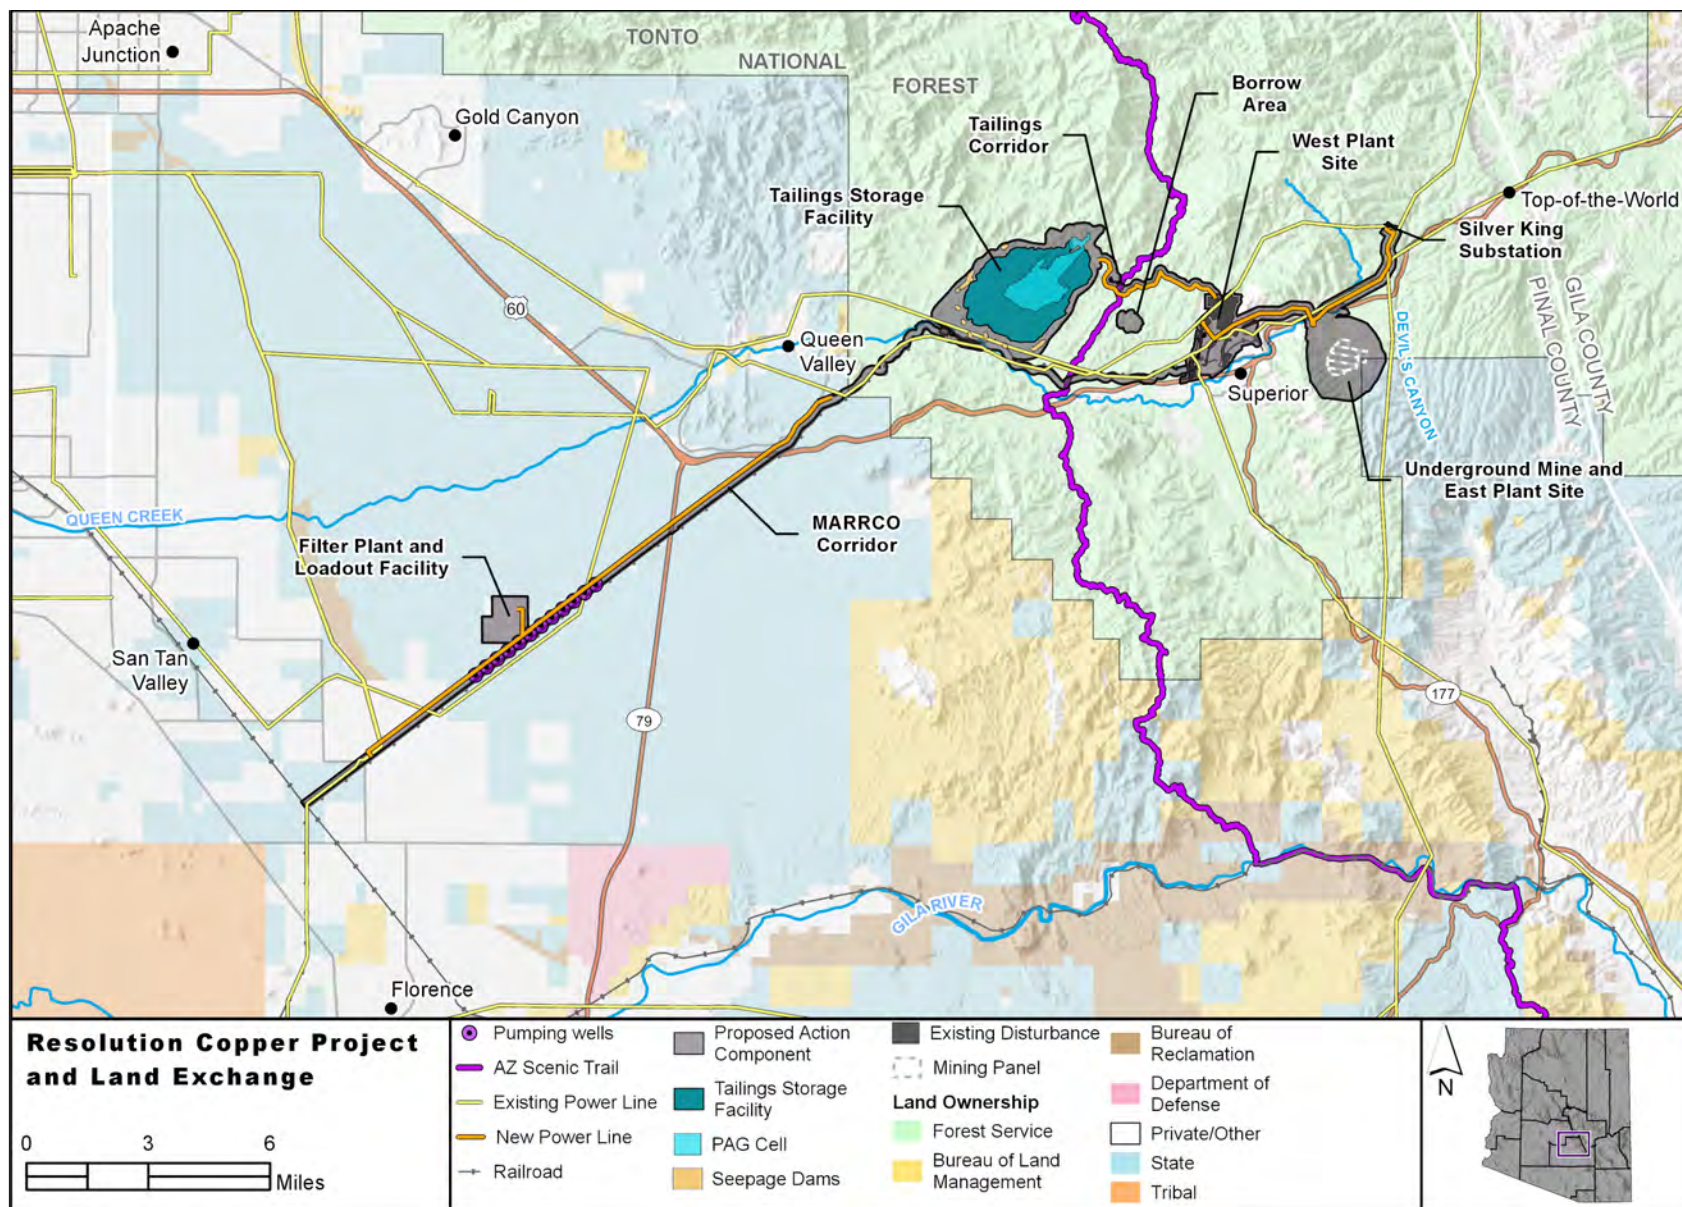 Apache
Junction
TONTO
NATIONAL
FOREST
Gold Canyon
Borrow
Area
Tailings
Corridor
West Plant
Site
Tailings Storage
Facility
Top-of-the-World
Silver King
Substation
60
Queen
Valley
DEVIL'S CANYON
GILA COUNTY
PINAL COUNTY
Superior
Underground Mine and
East Plant Site
QUEEN CREEK
MARRCO
Corridor
Filter Plant and
Loadout Facility
San Tan
Valley
79
177
GILA RIVER
Florence
Resolution Copper Project
and Land Exchange
0 3 6
Miles
Pumping wells
AZ Scenic Trail
Existing Power Line
New Power Line
Railroad
Proposed Action
Component
Tailings Storage
Facility
PAG Cell
Seepage Dams
Existing Disturbance
Mining Panel
Land Ownership
Forest Service
Bureau of Land
Management
Bureau of
Reclamation
Department of
Defense
Private/Other
State
Tribal
N